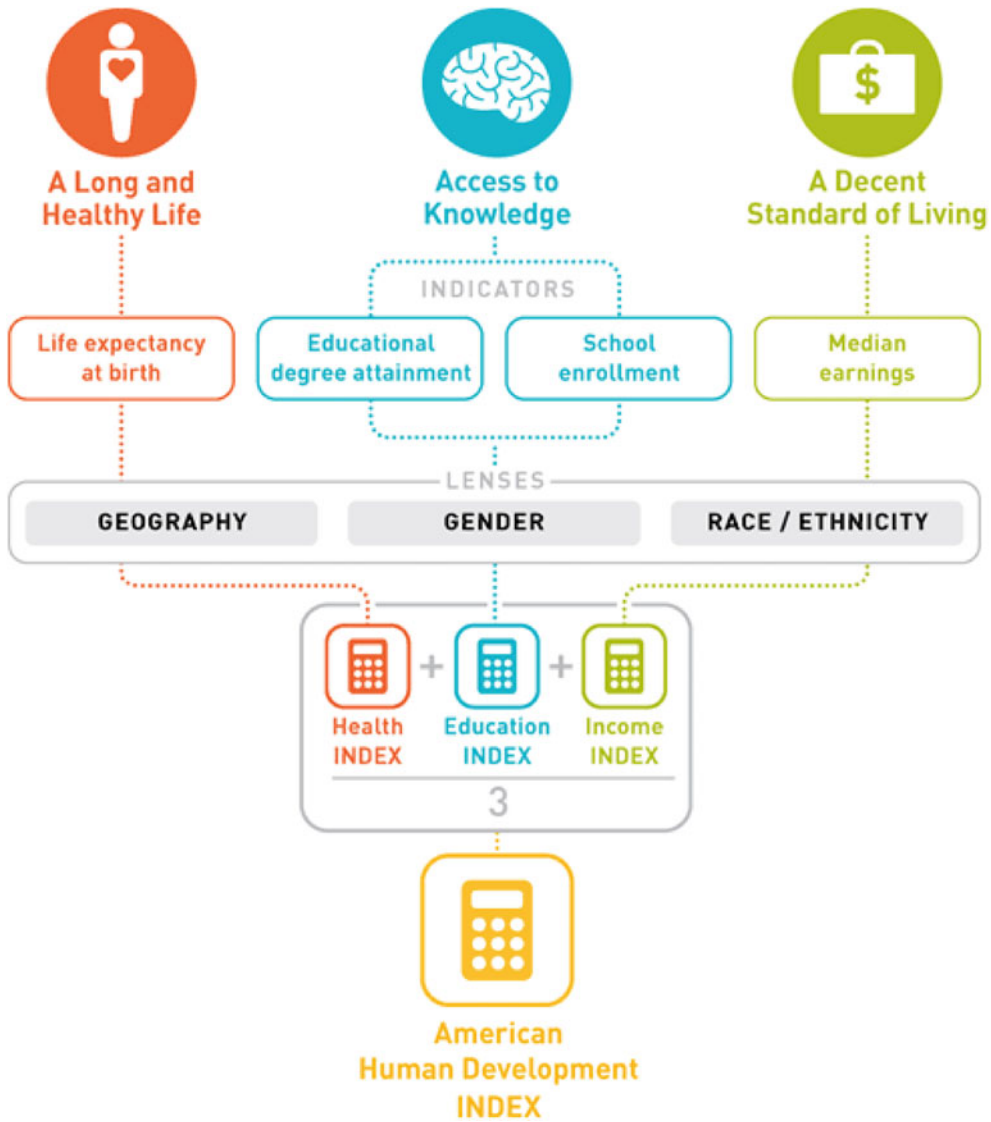 $
A Long and
Healthy Life
Access to
Knowledge
A Decent
Standard of Living
INDICATORS
Life expectancy
at birth
Educational
degree attainment
School
enrollment
Median
earnings
LENSES
GEOGRAPHY
GENDER
RACE / ETHNICITY
+
+
Health
INDEX
Education
INDEX
Income
INDEX
3
American
Human Development
INDEX